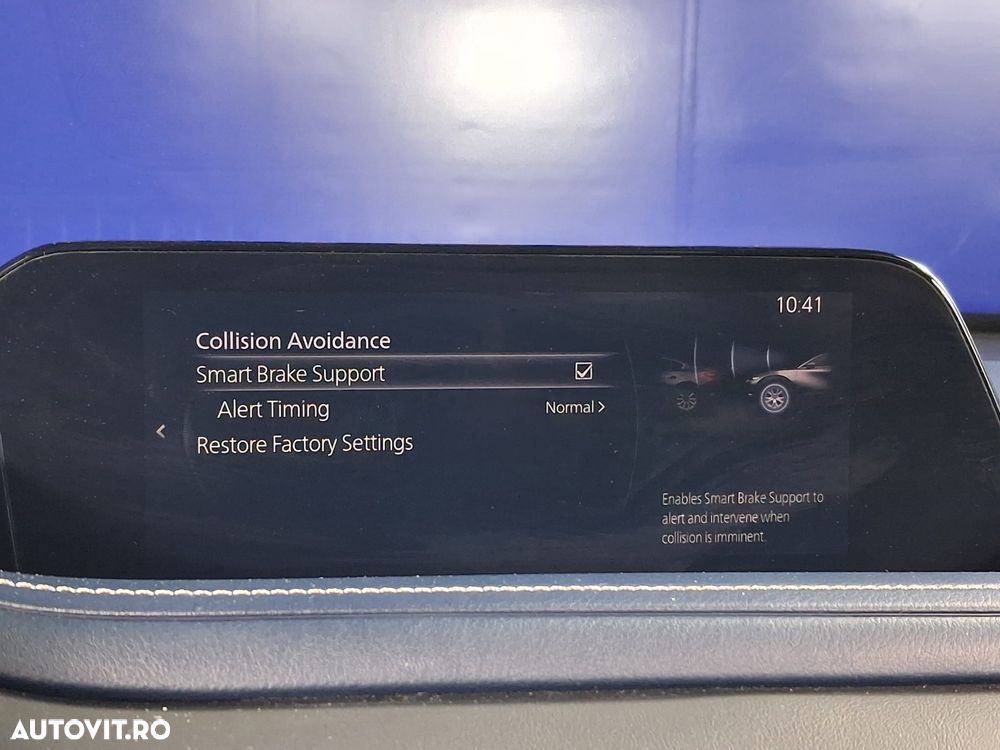 10:41
Collision Avoidance
Smart Brake Support
Alert Timing Normal >
< Restore Factory Settings
Enables Smart Brake Support to
alert and intervene when
collision is imminent.
AUTOVIT.RO